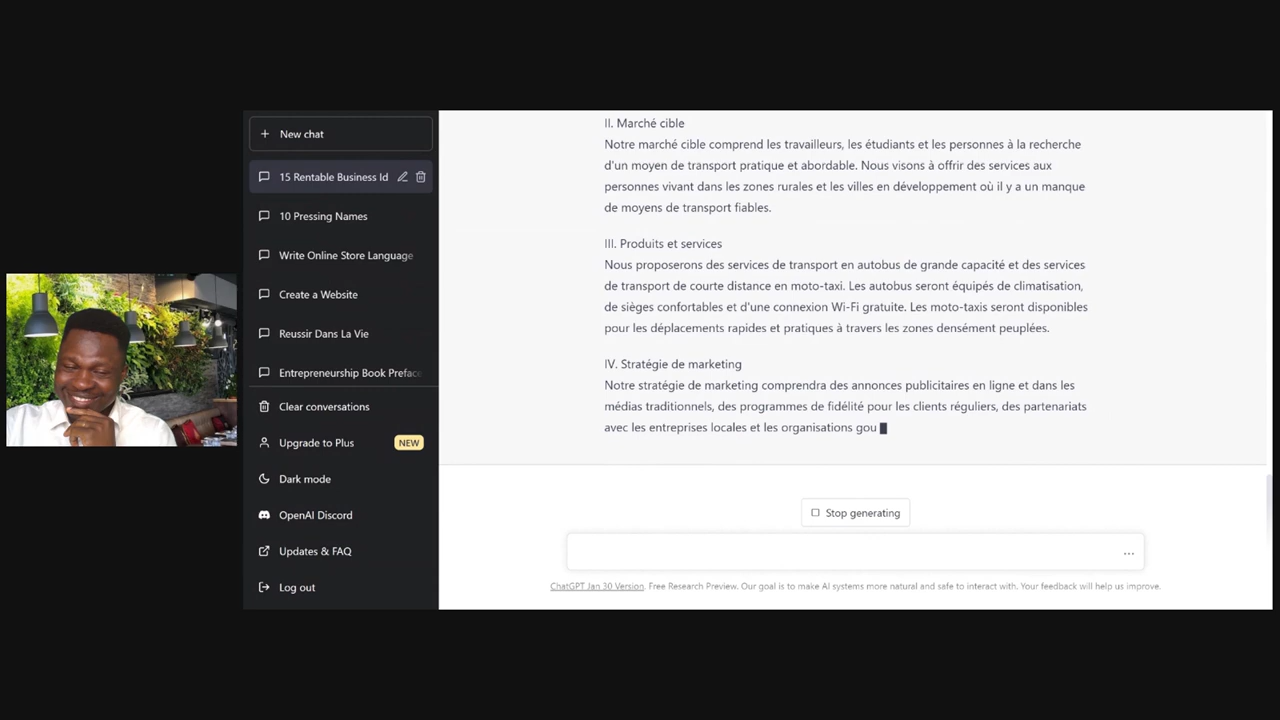 New chat
15 Rentable Business Id
10 Pressing Names
Write Online Store Language
Create a Website
Reussir Dans La Vie
Entrepreneurship Book Preface
Clear conversations
Upgrade to Plus NEW
Dark mode
OpenAI Discord
Updates & FAQ
Log out
II. Marché cible
Notre marché cible comprend les travailleurs, les étudiants et les personnes à la recherche
d'un moyen de transport pratique et abordable. Nous visons à offrir des services aux
personnes vivant dans les zones rurales et les villes en développement où il y a un manque
de moyens de transport fiables.
III. Produits et services
Nous proposerons des services de transport en autobus de grande capacité et des services
de transport de courte distance en moto-taxi. Les autobus seront équipés de climatisation,
de sièges confortables et d'une connexion Wi-Fi gratuite. Les moto-taxis seront disponibles
pour les déplacements rapides et pratiques à travers les zones densément peuplées.
IV. Stratégie de marketing
Notre stratégie de marketing comprendra des annonces publicitaires en ligne et dans les
médias traditionnels, des programmes de fidélité pour les clients réguliers, des partenariats
avec les entreprises locales et les organisations gou
Stop generating
ChatGPT Jan 30 Version. Free Research Preview. Our goal is to make AI systems more natural and safe to interact with. Your feedback will help us improve.